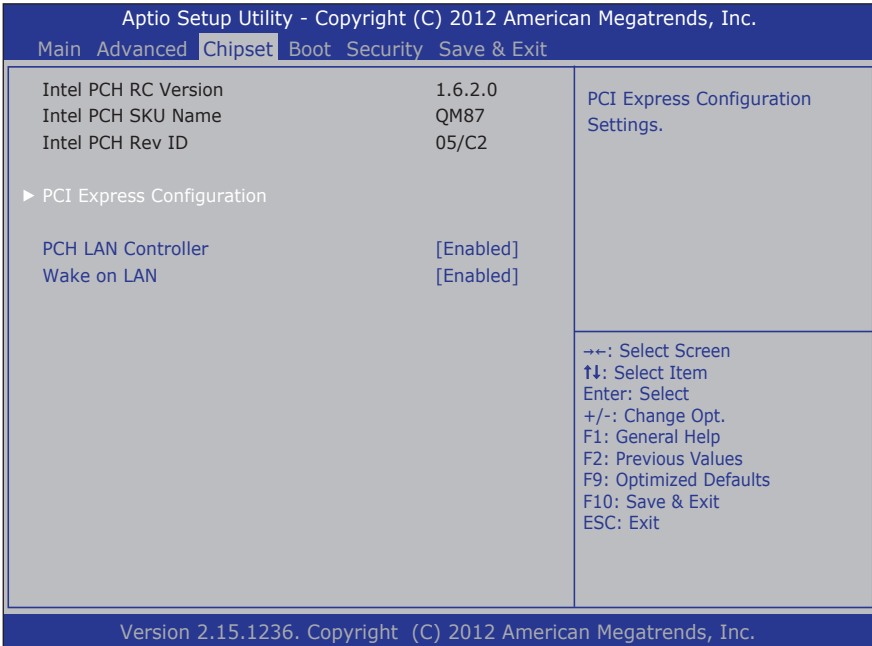 Aptio Setup Utility - Copyright (C) 2012 American Megatrends, Inc.
Main Advanced Chipset Boot Security Save & Exit
Intel PCH RC Version 1.6.2.0
Intel PCH SKU Name QM87
Intel PCH Rev ID 05/C2
► PCI Express Configuration
PCH LAN Controller [Enabled]
Wake on LAN [Enabled]
PCI Express Configuration
Settings.
→←: Select Screen
↑↓: Select Item
Enter: Select
+/-: Change Opt.
F1: General Help
F2: Previous Values
F9: Optimized Defaults
F10: Save & Exit
ESC: Exit
Version 2.15.1236. Copyright (C) 2012 American Megatrends, Inc.